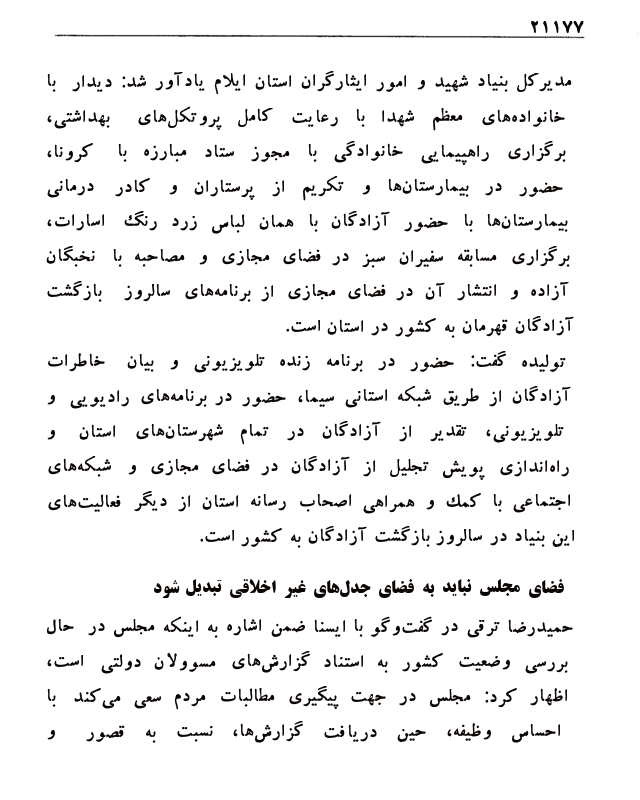 ۲۱۱۷۷
مدیرکل بنیاد شهید و امور ایثارگران استان ایلام یادآور شد: دیدار با
خانواده‌های معظم شهدا با رعایت کامل پروتکل‌های بهداشتی،
برگزاری راهپیمایی خانوادگی با مجوز ستاد مبارزه با کرونا،
حضور در بیمارستان‌ها و تکریم از پرستاران و کادر درمانی
بیمارستان‌ها با حضور آزادگان با همان لباس زرد رنگ اسارات،
برگزاری مسابقه سفیران سبز در فضای مجازی و مصاحبه با نخبگان
آزاده و انتشار آن در فضای مجازی از برنامه‌های سالروز بازگشت
آزادگان قهرمان به کشور در استان است.
تولیده گفت: حضور در برنامه زنده تلویزیونی و بیان خاطرات
آزادگان از طریق شبکه استانی سیما، حضور در برنامه‌های رادیویی و
تلویزیونی، تقدیر از آزادگان در تمام شهرستان‌های استان و
راه‌اندازی پویش تجلیل از آزادگان در فضای مجازی و شبکه‌های
اجتماعی با کمک و همراهی اصحاب رسانه استان از دیگر فعالیت‌های
این بنیاد در سالروز بازگشت آزادگان به کشور است.
فضای مجلس نباید به فضای جدل‌های غیر اخلاقی تبدیل شود
حمیدرضا ترقی در گفت‌وگو با ایسنا ضمن اشاره به اینکه مجلس در حال
بررسی وضعیت کشور به استناد گزارش‌های مسوولان دولتی است،
اظهار کرد: مجلس در جهت پیگیری مطالبات مردم سعی می‌کند با
احساس وظیفه، حین دریافت گزارش‌ها، نسبت به قصور و